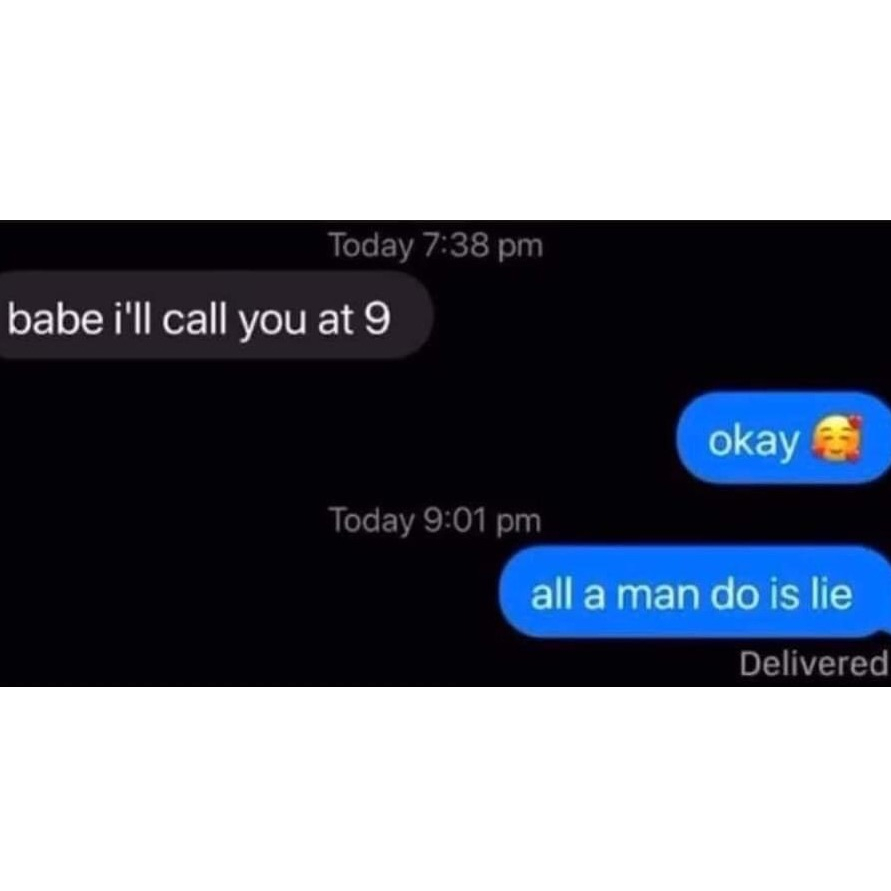 Today 7:38 pm
babe i'll call you at 9
okay 🥰
Today 9:01 pm
all a man do is lie
Delivered